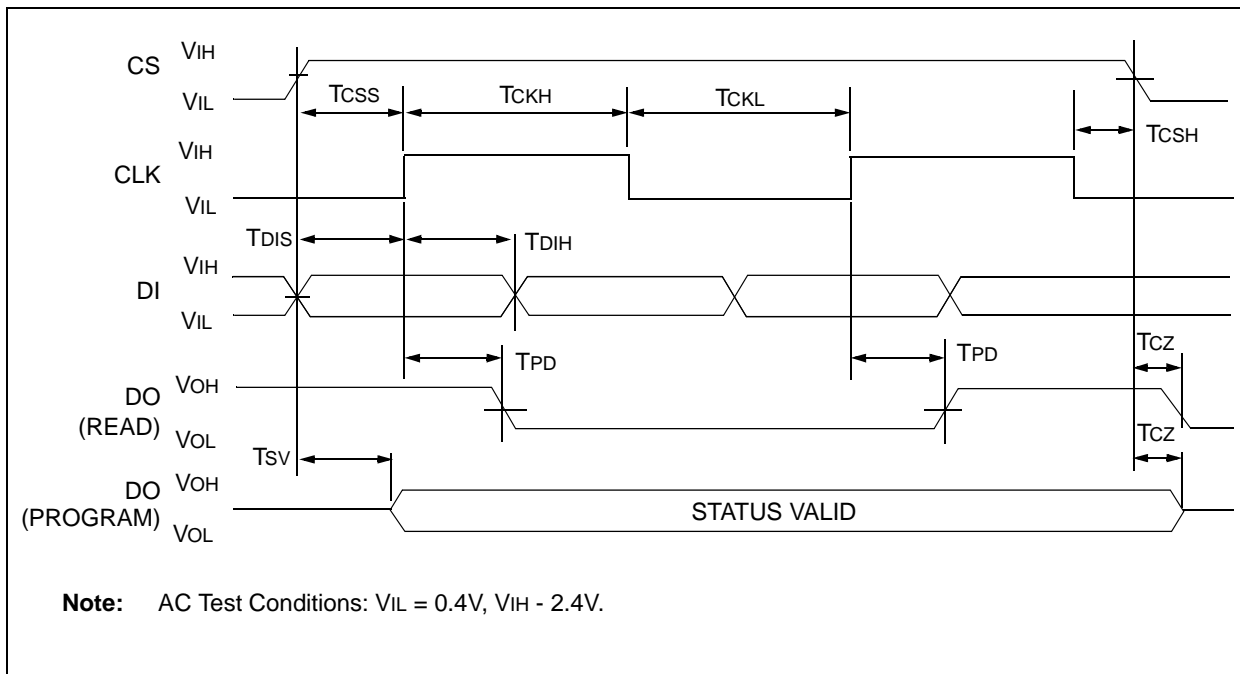 CS
VIH
VIL
TCSS
TCKH
TCKL
TCSH
CLK
VIH
VIL
TDIS
TDIH
DI
VIH
VIL
TPD
TPD
TCZ
DO
(READ)
VOH
VOL
TCZ
TSV
DO
(PROGRAM)
VOH
VOL
STATUS VALID
Note: AC Test Conditions: VIL = 0.4V, VIH - 2.4V.